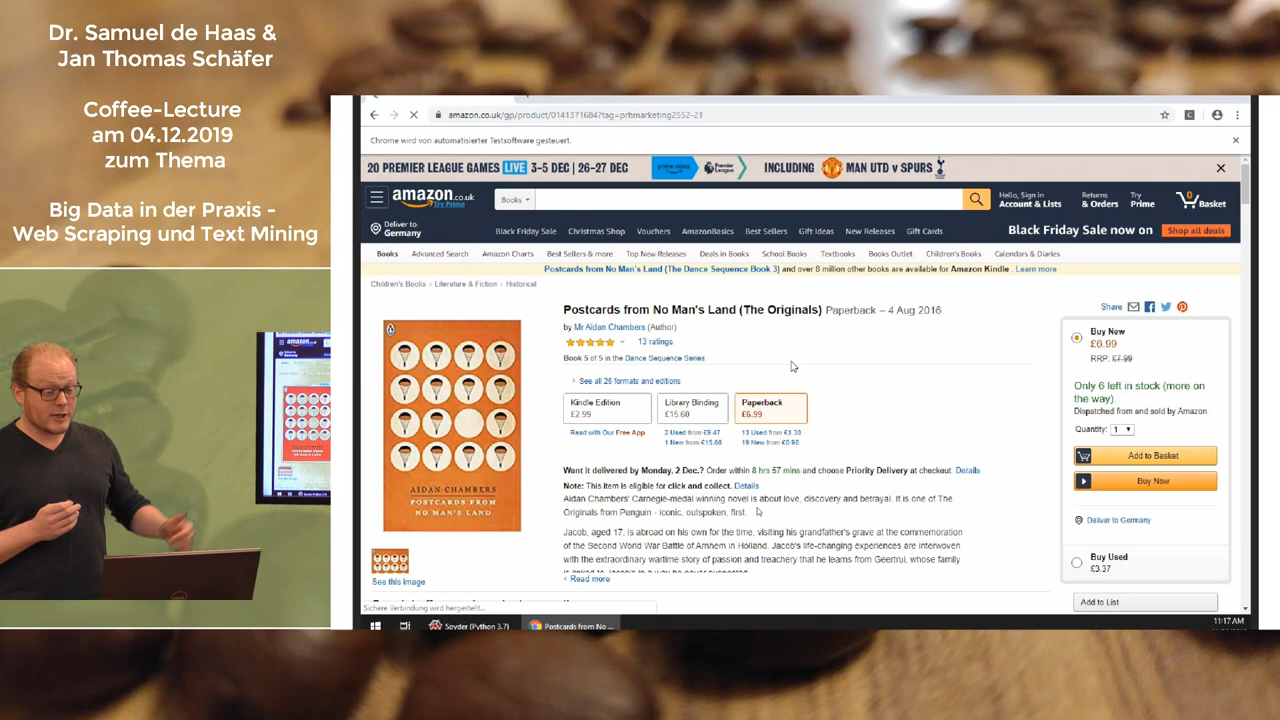 Dr. Samuel de Haas &
Jan Thomas Schäfer
Coffee-Lecture
am 04.12.2019
zum Thema
Big Data in der Praxis -
Web Scraping und Text Mining
amazon.co.uk/gp/product/0141371684?tag=prhmarketing2552-21
Chrome wird von automatisierter Testsoftware gesteuert.
20 PREMIER LEAGUE GAMES LIVE 3-5 DEC | 26-27 DEC
prime video
Premier League
INCLUDING MAN UTD v SPURS
amazon.co.uk
Try Prime
Books
Hello, Sign in
Account & Lists
Returns
& Orders
Try
Prime
0
Basket
Deliver to
Germany
Black Friday Sale Christmas Shop Vouchers AmazonBasics Best Sellers Gift Ideas New Releases Gift Cards
Black Friday Sale now on Shop all deals
Books Advanced Search Amazon Charts Best Sellers & more Top New Releases Deals in Books School Books Textbooks Books Outlet Children's Books Calendars & Diaries
Postcards from No Man's Land (The Dance Sequence Book 3) and over 8 million other books are available for Amazon Kindle . Learn more
Children's Books › Literature & Fiction › Historical
Postcards from No Man's Land (The Originals) Paperback – 4 Aug 2016
by Mr Aidan Chambers (Author)
13 ratings
Book 5 of 5 in the Dance Sequence Series
› See all 26 formats and editions
Kindle Edition
£2.99
Library Binding
£15.60
Paperback
£6.99
Read with Our Free App
2 Used from £9.47
1 New from £15.60
13 Used from £1.30
19 New from £0.98
Want it delivered by Monday, 2 Dec.? Order within 8 hrs 57 mins and choose Priority Delivery at checkout. Details
Note: This item is eligible for click and collect. Details
Aidan Chambers' Carnegie-medal winning novel is about love, discovery and betrayal. It is one of The
Originals from Penguin - iconic, outspoken, first.
Jacob, aged 17, is abroad on his own for the time, visiting his grandfather's grave at the commemoration
of the Second World War Battle of Arnhem in Holland. Jacob's life-changing experiences are interwoven
with the extraordinary wartime story of passion and treachery that he learns from Geertrui, whose family
Read more
AIDAN CHAMBERS
POSTCARDS FROM
NO MAN'S LAND
See this image
Share
Buy New
£6.99
RRP: £7.99
Only 6 left in stock (more on
the way).
Dispatched from and sold by Amazon.
Quantity: 1
Add to Basket
Buy Now
Deliver to Germany
Buy Used
£3.37
Add to List
Sichere Verbindung wird hergestellt...
Spyder (Python 3.7)
Postcards from No ...
11:17 AM